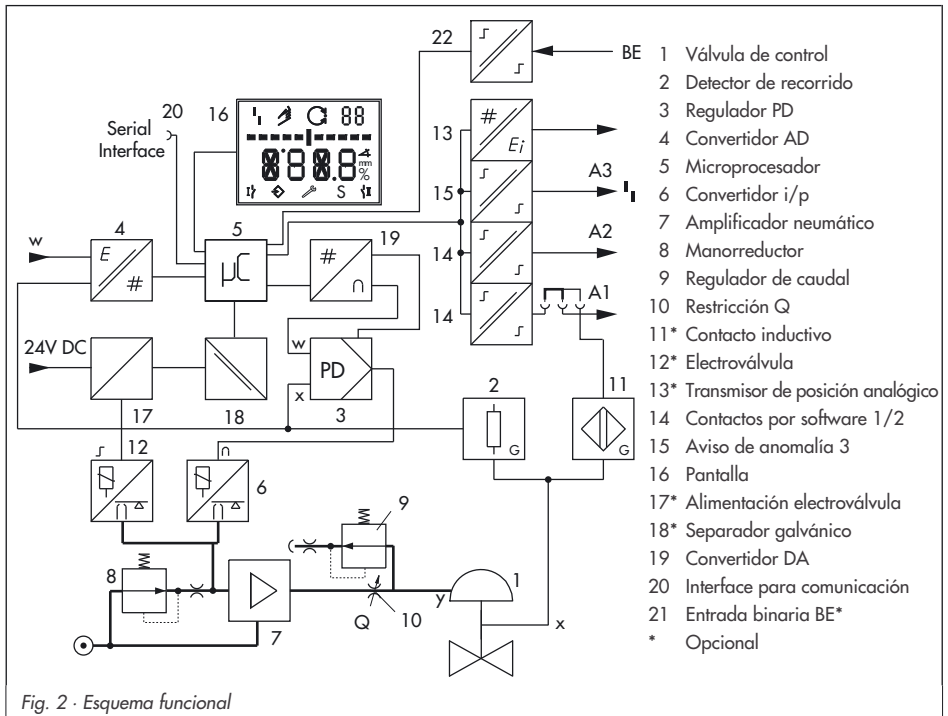 22
BE
20
16
88
Serial
Interface
8.8.8.8
mm
%
S
13
#
Ei
15
A3
14
A2
14
A1
w
4
E
#
5
µC
19
#
∩
24V DC
w
PD
x
17
18
3
2
G
11
G
12
∩
6
9
8
7
Q
10
y
1
x
1 Válvula de control
2 Detector de recorrido
3 Regulador PD
4 Convertidor AD
5 Microprocesador
6 Convertidor i/p
7 Amplificador neumático
8 Manorreductor
9 Regulador de caudal
10 Restricción Q
11* Contacto inductivo
12* Electroválvula
13* Transmisor de posición analógico
14 Contactos por software 1/2
15 Aviso de anomalía 3
16 Pantalla
17* Alimentación electroválvula
18* Separador galvánico
19 Convertidor DA
20 Interface para comunicación
21 Entrada binaria BE*
* Opcional
Fig. 2 · Esquema funcional